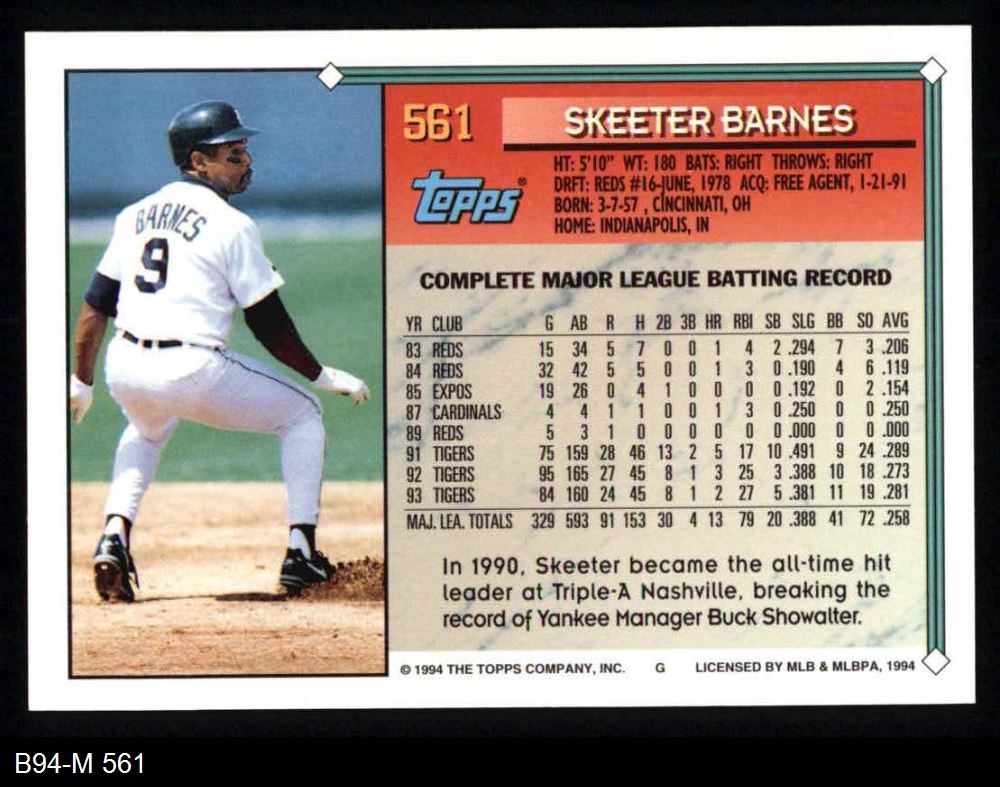 BARNES
9
561 SKEETER BARNES
Topps®
HT: 5'10" WT: 180 BATS: RIGHT THROWS: RIGHT
DRFT: REDS #16-JUNE, 1978 ACQ: FREE AGENT, 1-21-91
BORN: 3-7-57 , CINCINNATI, OH
HOME: INDIANAPOLIS, IN
COMPLETE MAJOR LEAGUE BATTING RECORD
YR CLUB G AB R H 2B 3B HR RBI SB SLG BB SO AVG
83 REDS 15 34 5 7 0 0 1 4 2 .294 7 3 .206
84 REDS 32 42 5 5 0 0 1 3 0 .190 4 6 .119
85 EXPOS 19 26 0 4 1 0 0 0 0 .192 0 2 .154
87 CARDINALS 4 4 1 1 0 0 1 3 0 .250 0 0 .250
89 REDS 5 3 1 0 0 0 0 0 0 .000 0 0 .000
91 TIGERS 75 159 28 46 13 2 5 17 10 .491 9 24 .289
92 TIGERS 95 165 27 45 8 1 3 25 3 .388 10 18 .273
93 TIGERS 84 160 24 45 8 1 2 27 5 .381 11 19 .281
MAJ. LEA. TOTALS 329 593 91 153 30 4 13 79 20 .388 41 72 .258
In 1990, Skeeter became the all-time hit
leader at Triple-A Nashville, breaking the
record of Yankee Manager Buck Showalter.
© 1994 THE TOPPS COMPANY, INC. G LICENSED BY MLB & MLBPA, 1994
B94-M 561